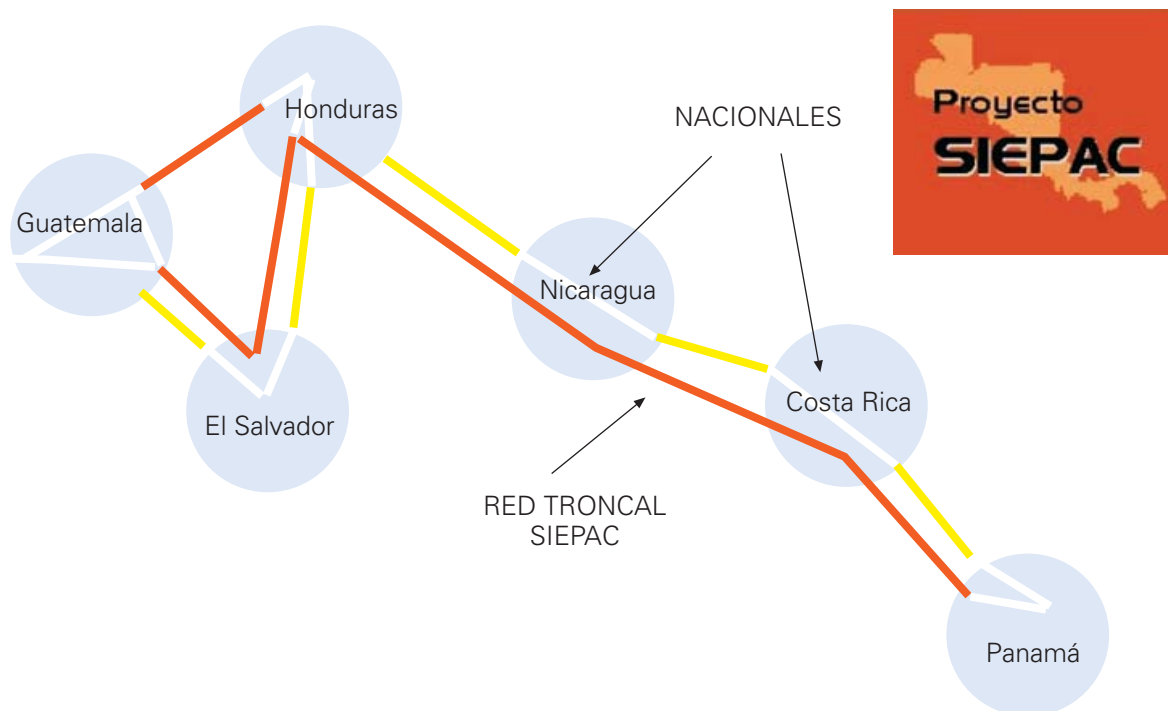 Honduras
NACIONALES
Proyecto
SIEPAC
Guatemala
Nicaragua
El Salvador
Costa Rica
RED TRONCAL
SIEPAC
Panamá